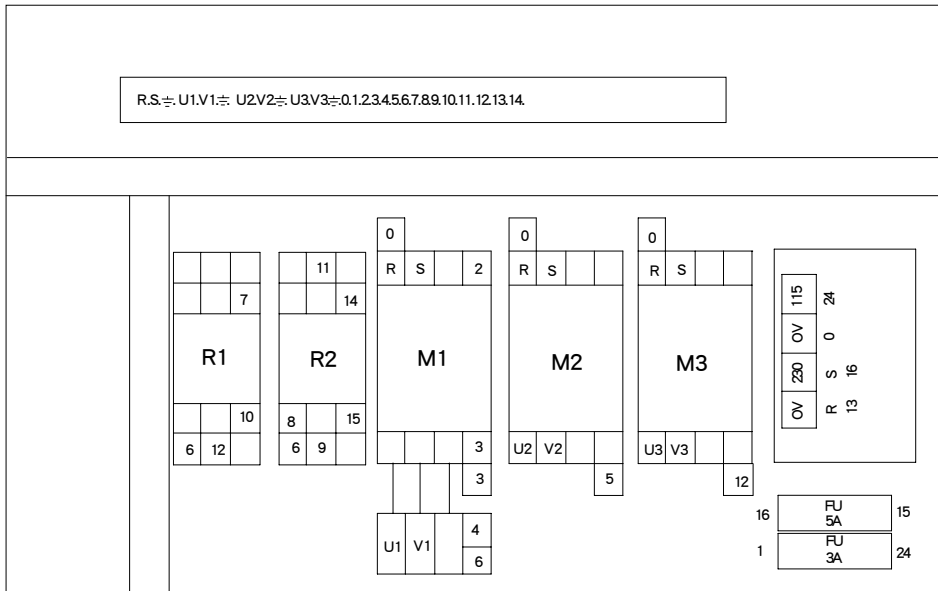 R.S.⏚. U1.V1.⏚. U2.V2.⏚. U3.V3.⏚.0.1.2.3.4.5.6.7.8.9.10.11.12.13.14.
0 0 0
11 R S 2 R S R S
7 14
115 24
0V 0
230 S 16
0V R 13
R1 R2 M1 M2 M3
10 8 15
6 12 6 9 3 U2 V2 U3 V3
3 5 12
16 FU 5A 15
U1 V1 4
6
1 FU 3A 24